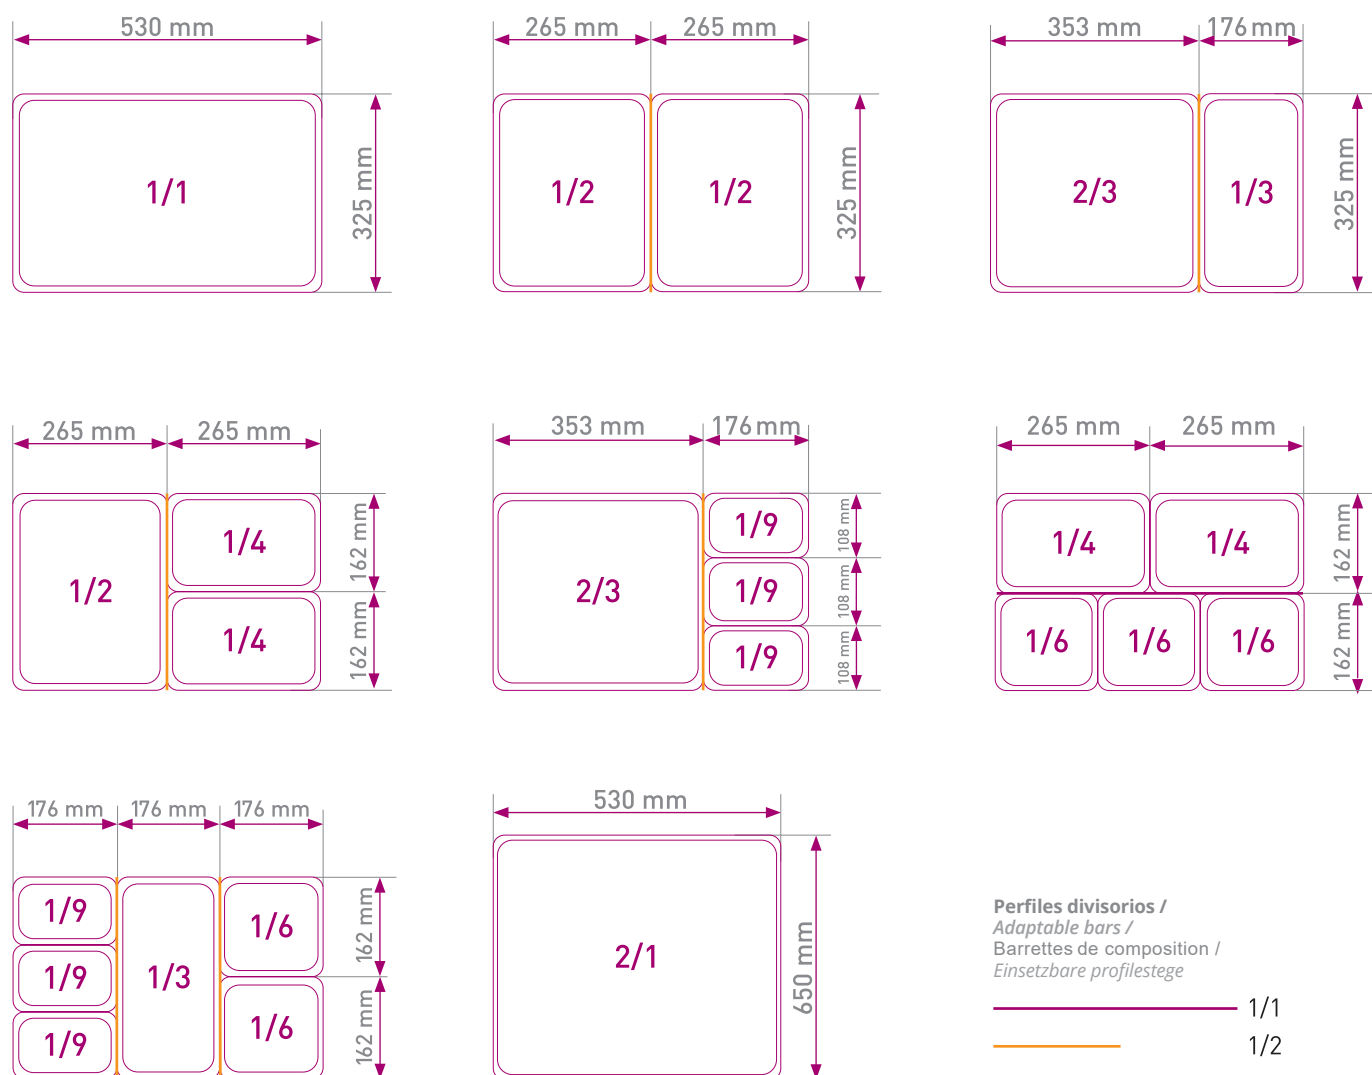 530 mm
265 mm 265 mm
353 mm 176 mm
1/1
325 mm
1/2 1/2
325 mm
2/3 1/3
325 mm
265 mm 265 mm
353 mm 176 mm
265 mm 265 mm
1/2
1/4
1/4
162 mm
162 mm
2/3
1/9
1/9
1/9
108 mm
108 mm
108 mm
1/4 1/4
1/6 1/6 1/6
162 mm
162 mm
176 mm 176 mm 176 mm
530 mm
1/9
1/9
1/9
1/3
1/6
1/6
162 mm
162 mm
2/1
650 mm
Perfiles divisorios /
Adaptable bars /
Barrettes de composition /
Einsetzbare profilestege
1/1
1/2